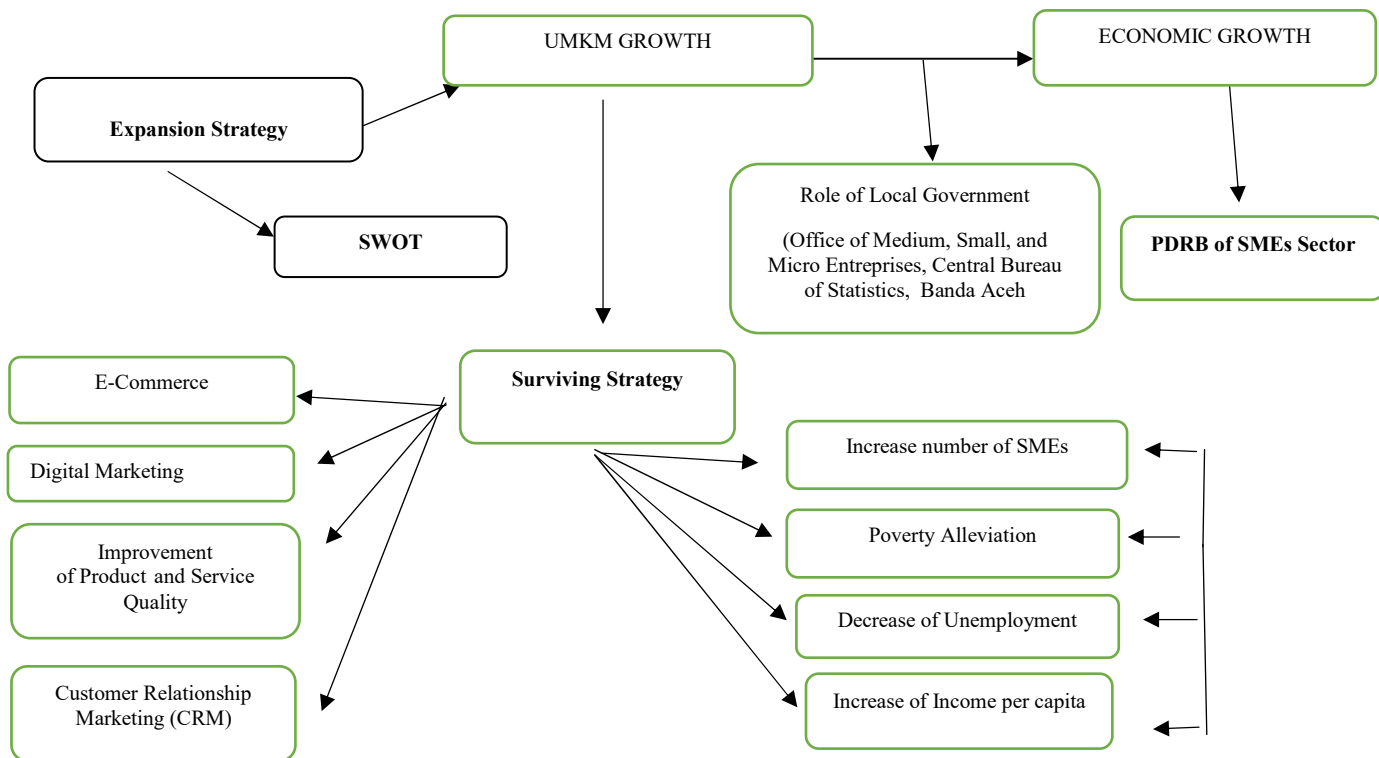 UMKM GROWTH
ECONOMIC GROWTH
Expansion Strategy
SWOT
Role of Local Government
(Office of Medium, Small, and
Micro Entreprises, Central Bureau
of Statistics, Banda Aceh
PDRB of SMEs Sector
Surviving Strategy
E-Commerce
Digital Marketing
Improvement
of Product and Service
Quality
Customer Relationship
Marketing (CRM)
Increase number of SMEs
Poverty Alleviation
Decrease of Unemployment
Increase of Income per capita